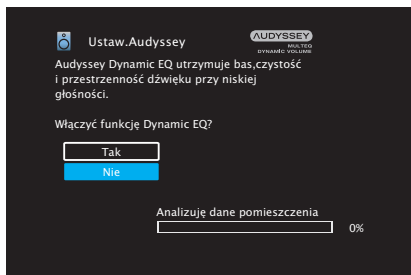 Ustaw.Audyssey
AUDYSSEY
MULTEQ
DYNAMIC VOLUME
Audyssey Dynamic EQ utrzymuje bas,czystość
i przestrzenność dźwięku przy niskiej
głośności.
Włączyć funkcję Dynamic EQ?
Tak
Nie
Analizuję dane pomieszczenia
0%